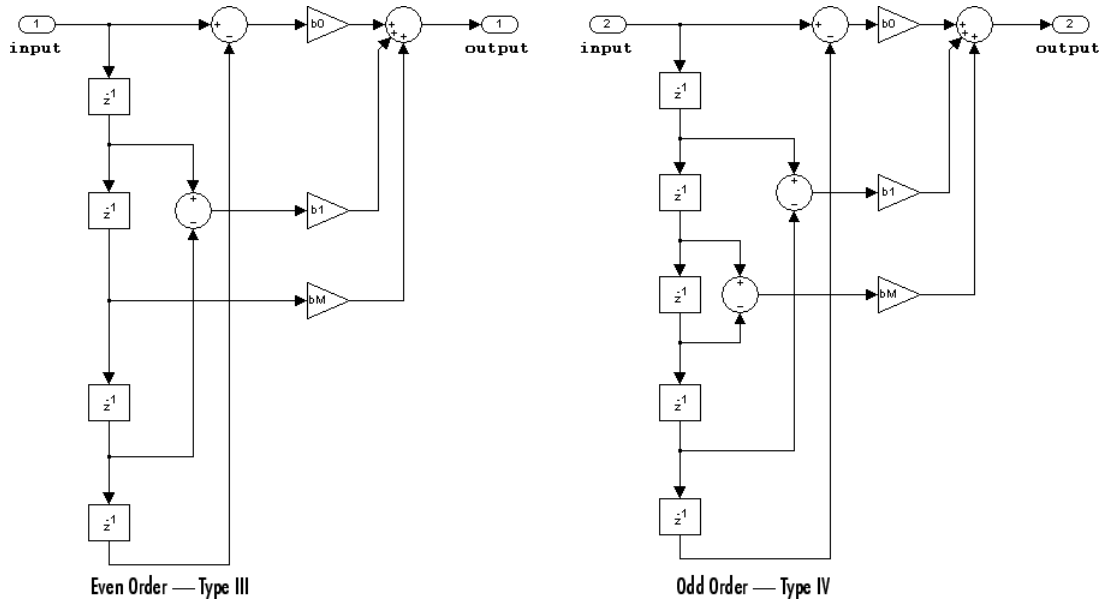 1
input
+
−
b0
+
+
+
1
output
z-1
z-1
+
−
b1
bM
z-1
z-1
Even Order — Type III
2
input
+
−
b0
+
+
+
2
output
z-1
z-1
+
−
b1
z-1
+
−
bM
z-1
z-1
Odd Order — Type IV